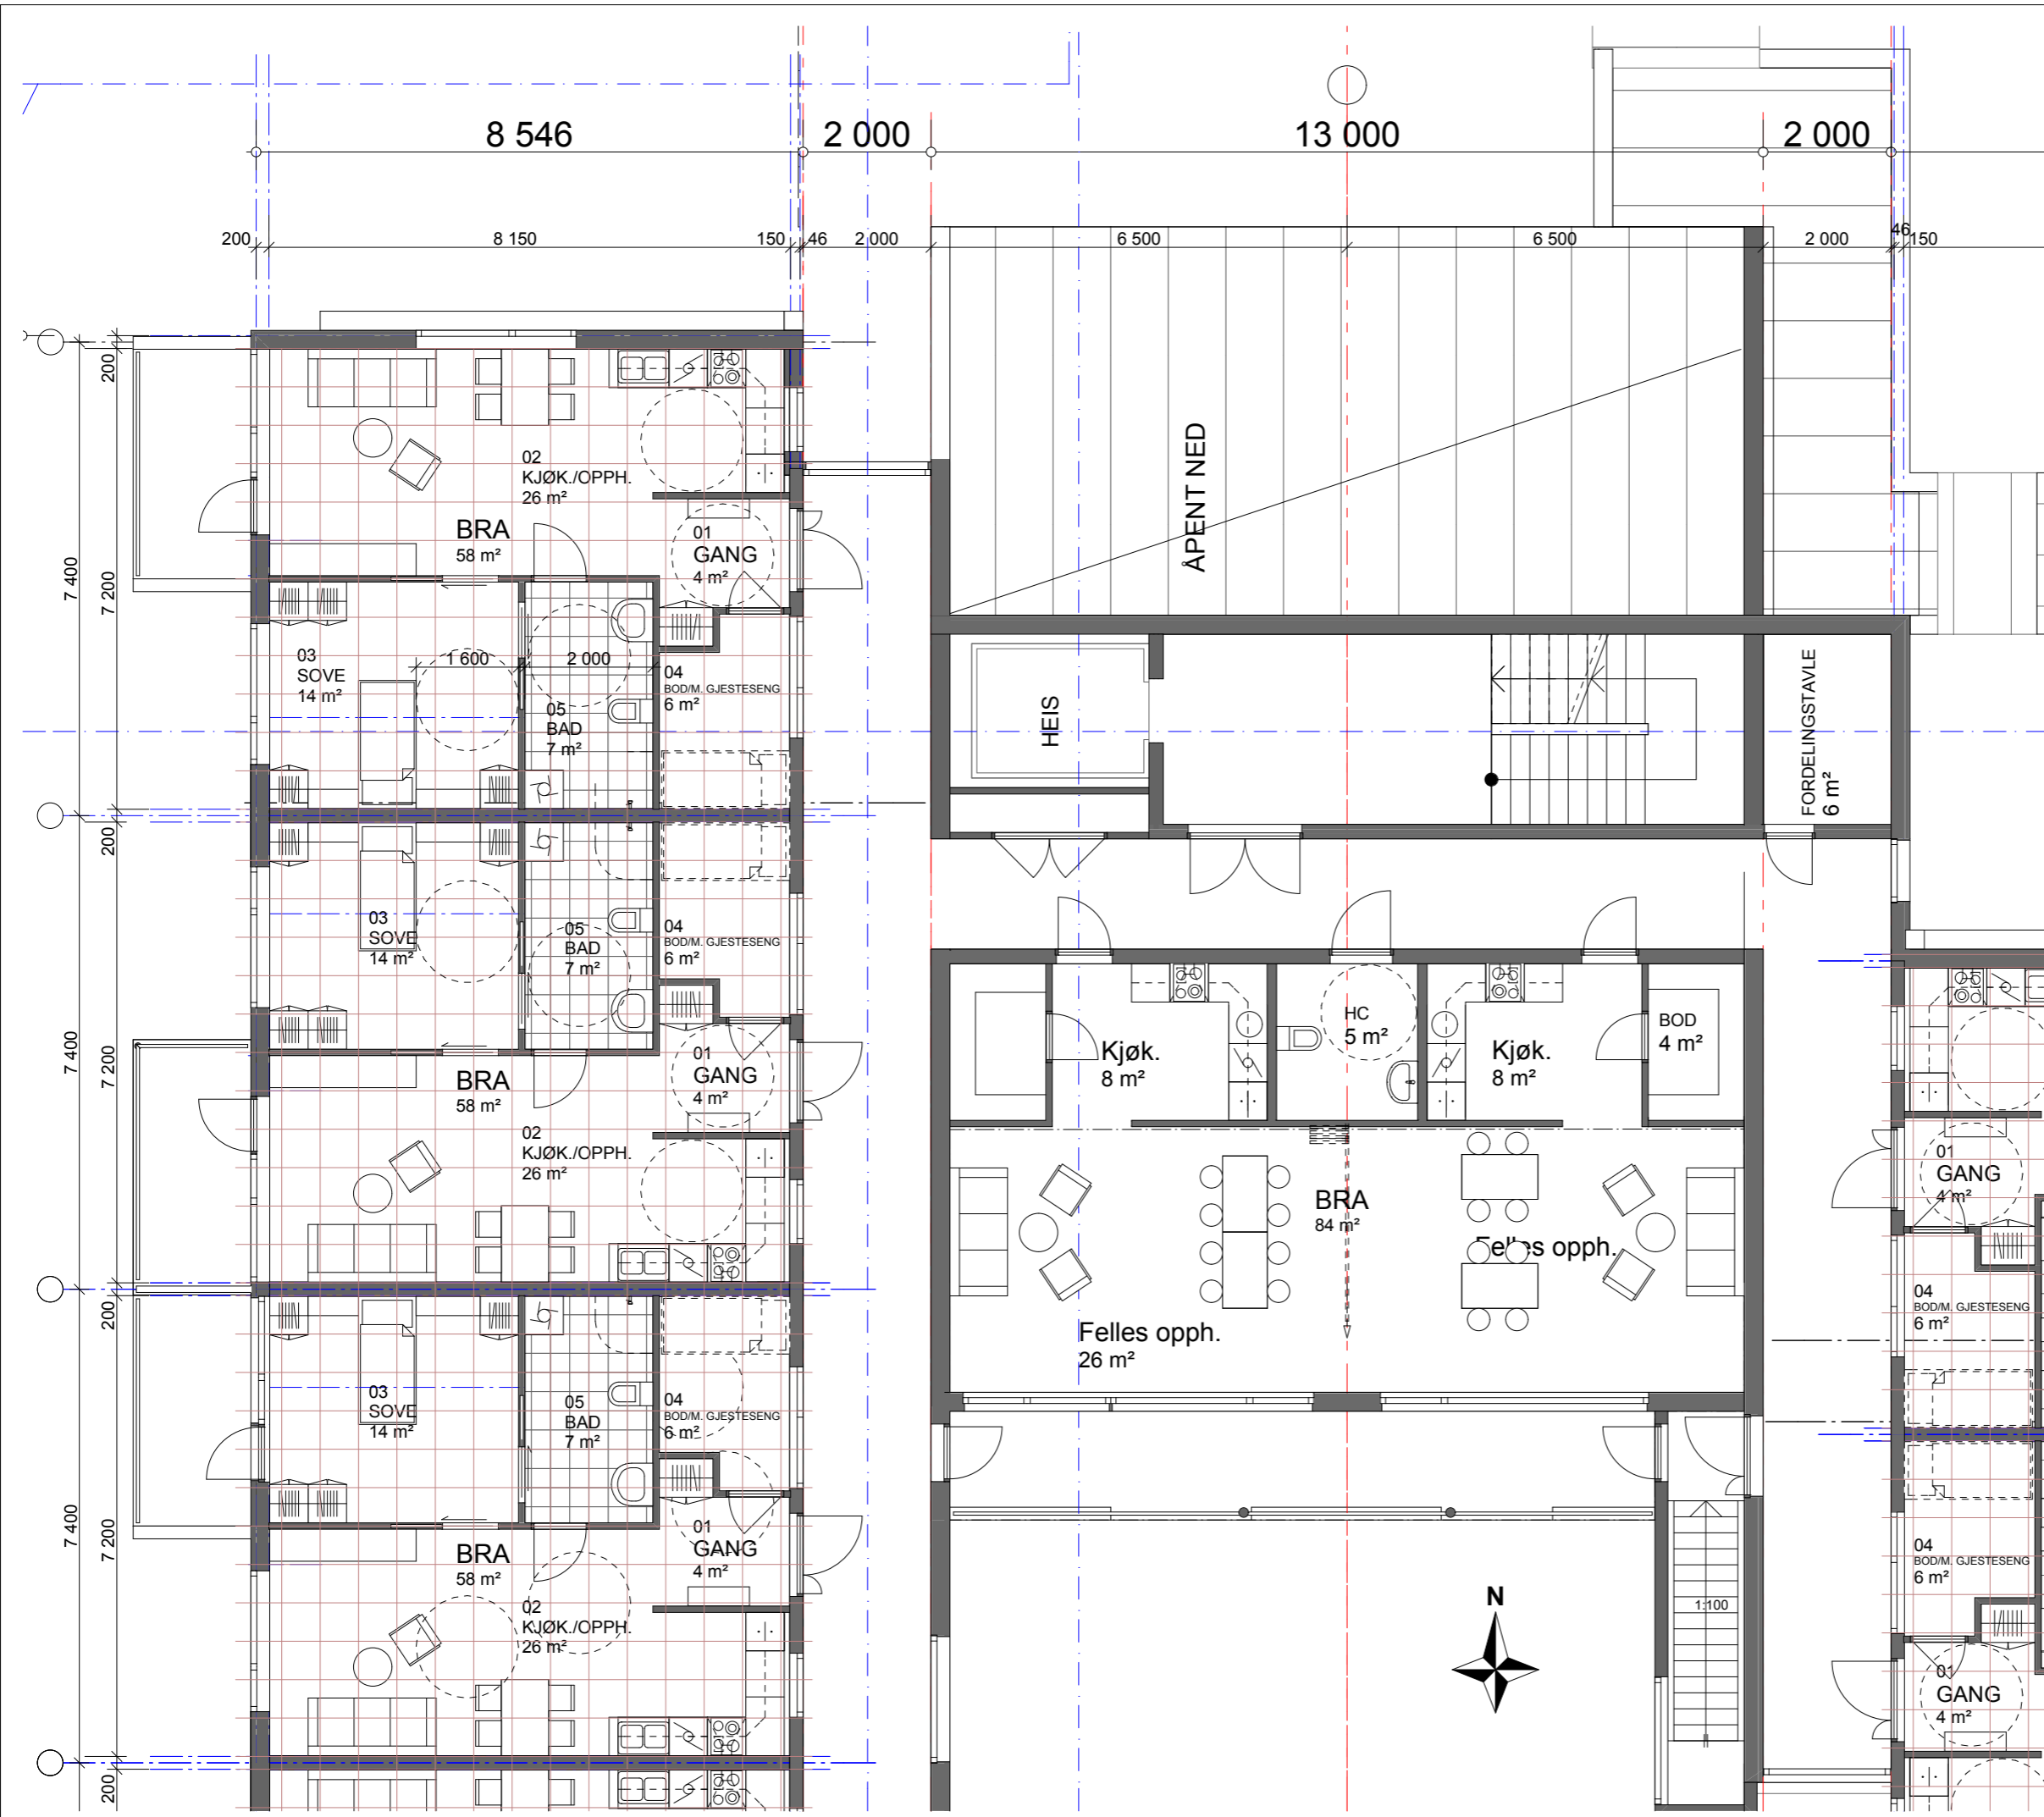 8 546
2 000
13 000
2 000
200
8 150
150
46
2 000
6 500
6 500
2 000
46
150
200
7 400
7 200
02
KJØK./OPPH.
26 m²
BRA
58 m²
01
GANG
4 m²
03
SOVE
14 m²
1 600
2 000
05
BAD
7 m²
04
BOD/M. GJESTESENG
6 m²
ÅPENT NED
HEIS
FORDELINGSTAVLE
6 m²
200
7 400
7 200
03
SOVE
14 m²
05
BAD
7 m²
04
BOD/M. GJESTESENG
6 m²
01
GANG
4 m²
BRA
58 m²
02
KJØK./OPPH.
26 m²
Kjøk.
8 m²
HC
5 m²
Kjøk.
8 m²
BOD
4 m²
BRA
84 m²
Felles opph.
Felles opph.
26 m²
01
GANG
4 m²
04
BOD/M. GJESTESENG
6 m²
200
7 400
7 200
03
SOVE
14 m²
05
BAD
7 m²
04
BOD/M. GJESTESENG
6 m²
01
GANG
4 m²
BRA
58 m²
02
KJØK./OPPH.
26 m²
N
1:100
04
BOD/M. GJESTESENG
6 m²
01
GANG
4 m²
200